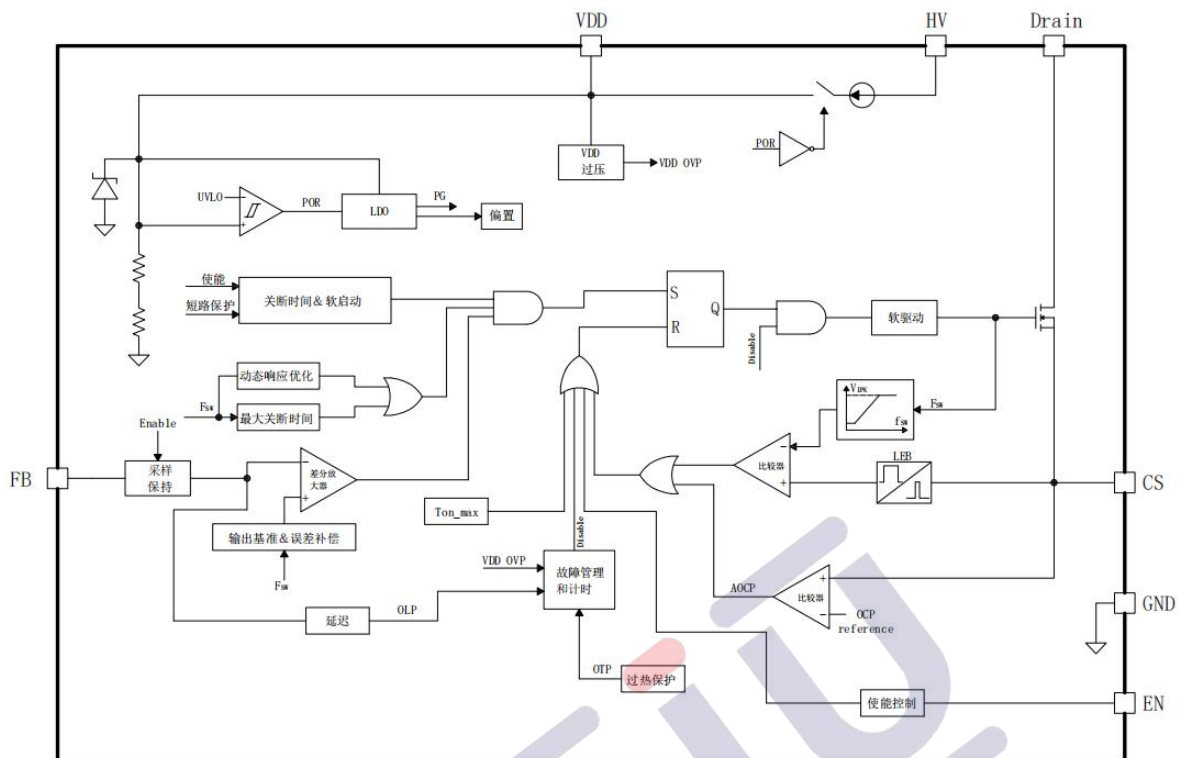 VDD
HV
Drain
POR
VDD
过压
VDD OVP
UVLO
POR
LDO
PG
偏置
使能
短路保护
关断时间&软启动
S
R
Q
Disable
软驱动
动态响应优化
Fsw
最大关断时间
VIPK
fsw
Fsw
Enable
FB
采样
保持
差分放
大器
比较器
LEB
CS
输出基准&误差补偿
Fsw
Ton_max
Disable
VDD OVP
故障管理
和计时
AOCP
比较器
OCP
reference
GND
延迟
OLP
OTP
过热保护
使能控制
EN